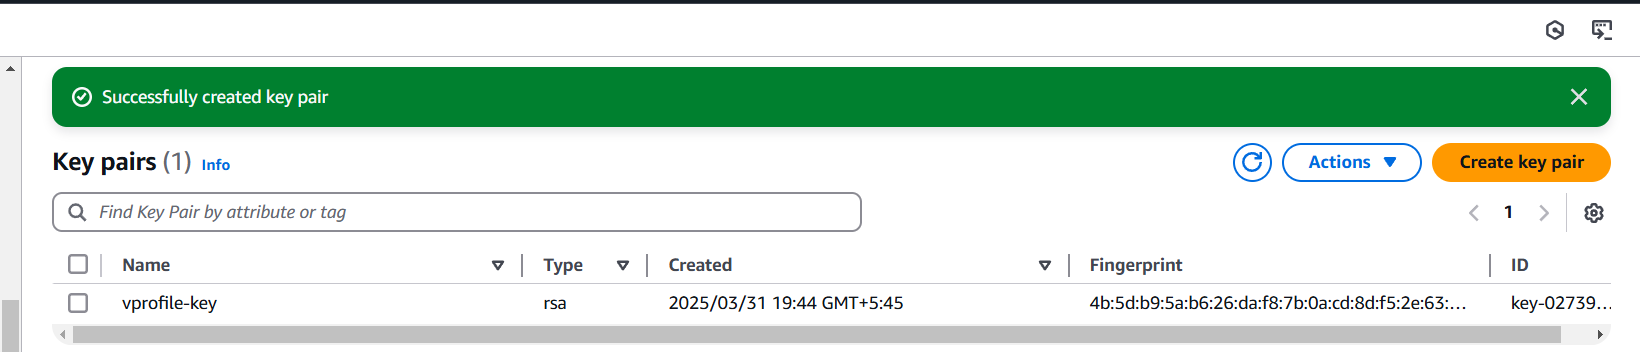 Successfully created key pair
Key pairs (1) Info
Actions
Create key pair
Find Key Pair by attribute or tag
1
Name Type Created Fingerprint ID
vprofile-key rsa 2025/03/31 19:44 GMT+5:45 4b:5d:b9:5a:b6:26:da:f8:7b:0a:cd:8d:f5:2e:63:... key-02739...